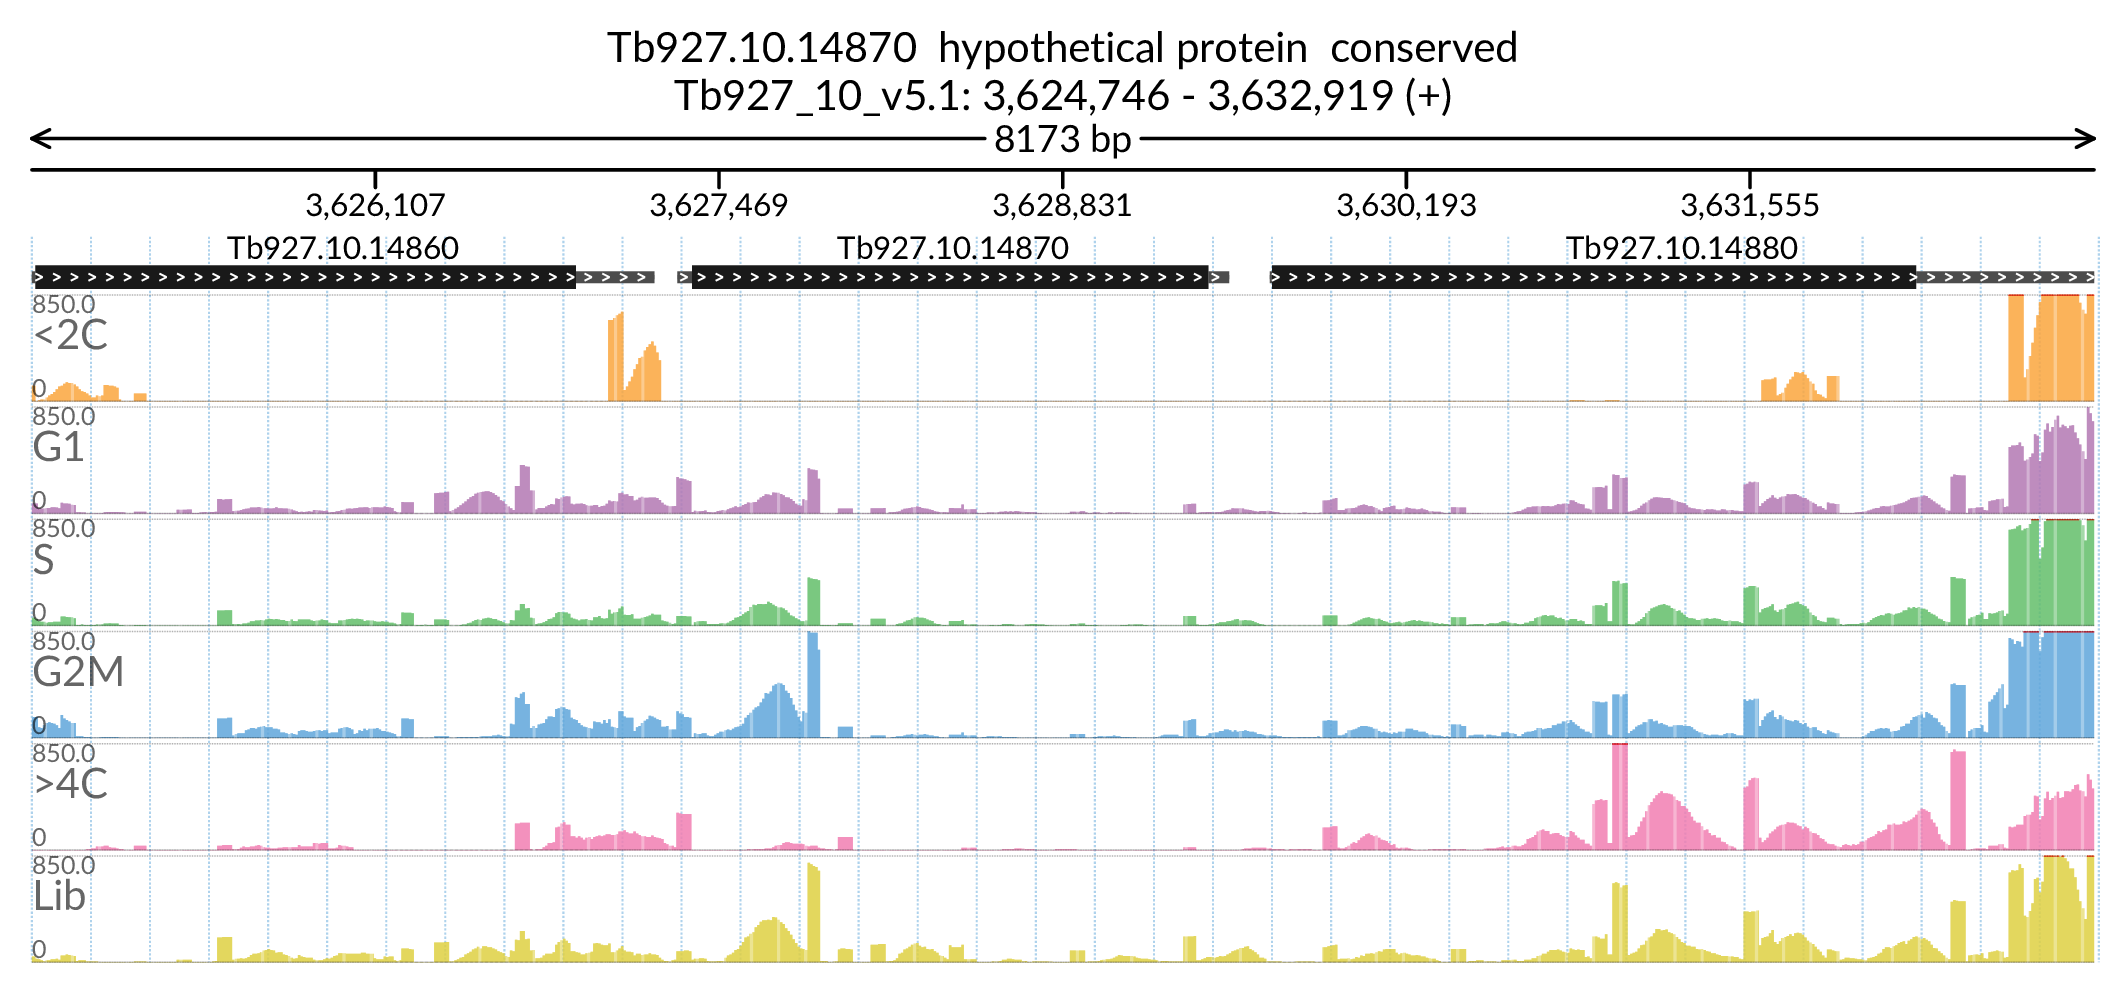 Tb927.10.14870  hypothetical protein  conserved
Tb927_10_v5.1: 3,624,746 - 3,632,919 (+)
8173 bp
3,626,107 3,627,469 3,628,831 3,630,193 3,631,555
Tb927.10.14860 Tb927.10.14870 Tb927.10.14880
850.0
<2C
0
850.0
G1
0
850.0
S
0
850.0
G2M
0
850.0
>4C
0
850.0
Lib
0